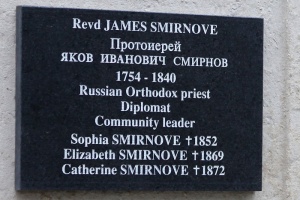 Revd JAMES SMIRNOVE
Протоиерей
ЯКОВ ИВАНОВИЧ СМИРНОВ
1754 - 1840
Russian Orthodox priest
Diplomat
Community leader
Sophia SMIRNOVE †1852
Elizabeth SMIRNOVE †1869
Catherine SMIRNOVE †1872